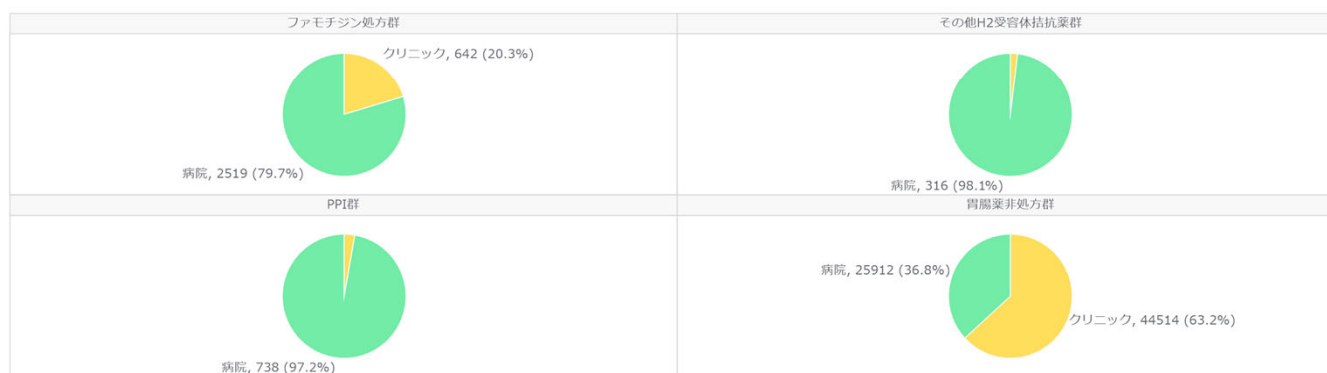 ファモチジン処方群
その他H2受容体拮抗薬群
クリニック, 642 (20.3%)
病院, 2519 (79.7%)
病院, 316 (98.1%)
PPI群
胃腸薬非処方群
病院, 25912 (36.8%)
クリニック, 44514 (63.2%)
病院, 738 (97.2%)